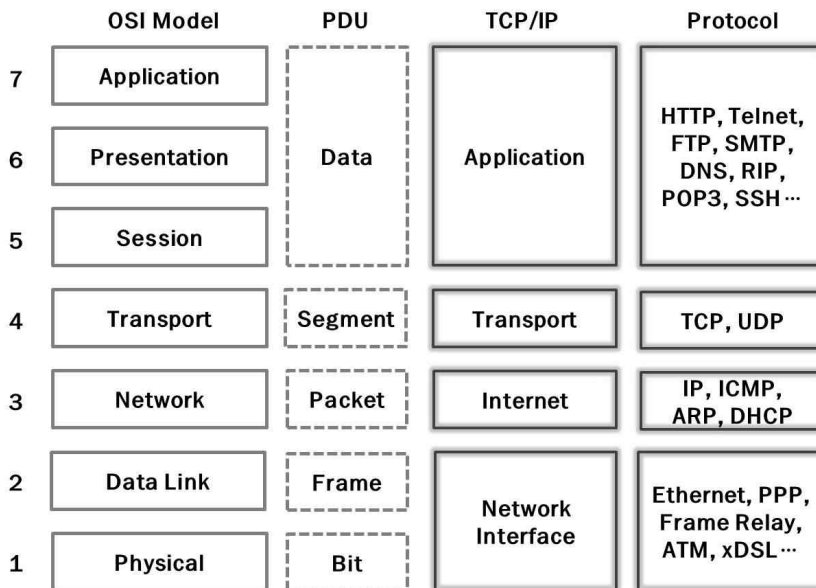 OSI Model PDU TCP/IP Protocol
7 Application
HTTP, Telnet,
FTP, SMTP,
6 Presentation Data Application
DNS, RIP,
POP3, SSH ···
5 Session
4 Transport Segment Transport TCP, UDP
3 Network Packet Internet
IP, ICMP,
ARP, DHCP
2 Data Link Frame
Network
Interface
Ethernet, PPP,
Frame Relay,
ATM, xDSL ···
1 Physical Bit